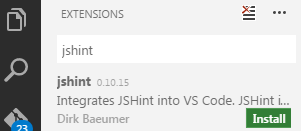 EXTENSIONS
jshint
jshint 0.10.15
Integrates JSHint into VS Code. JSHint i...
Dirk Baeumer Install
23